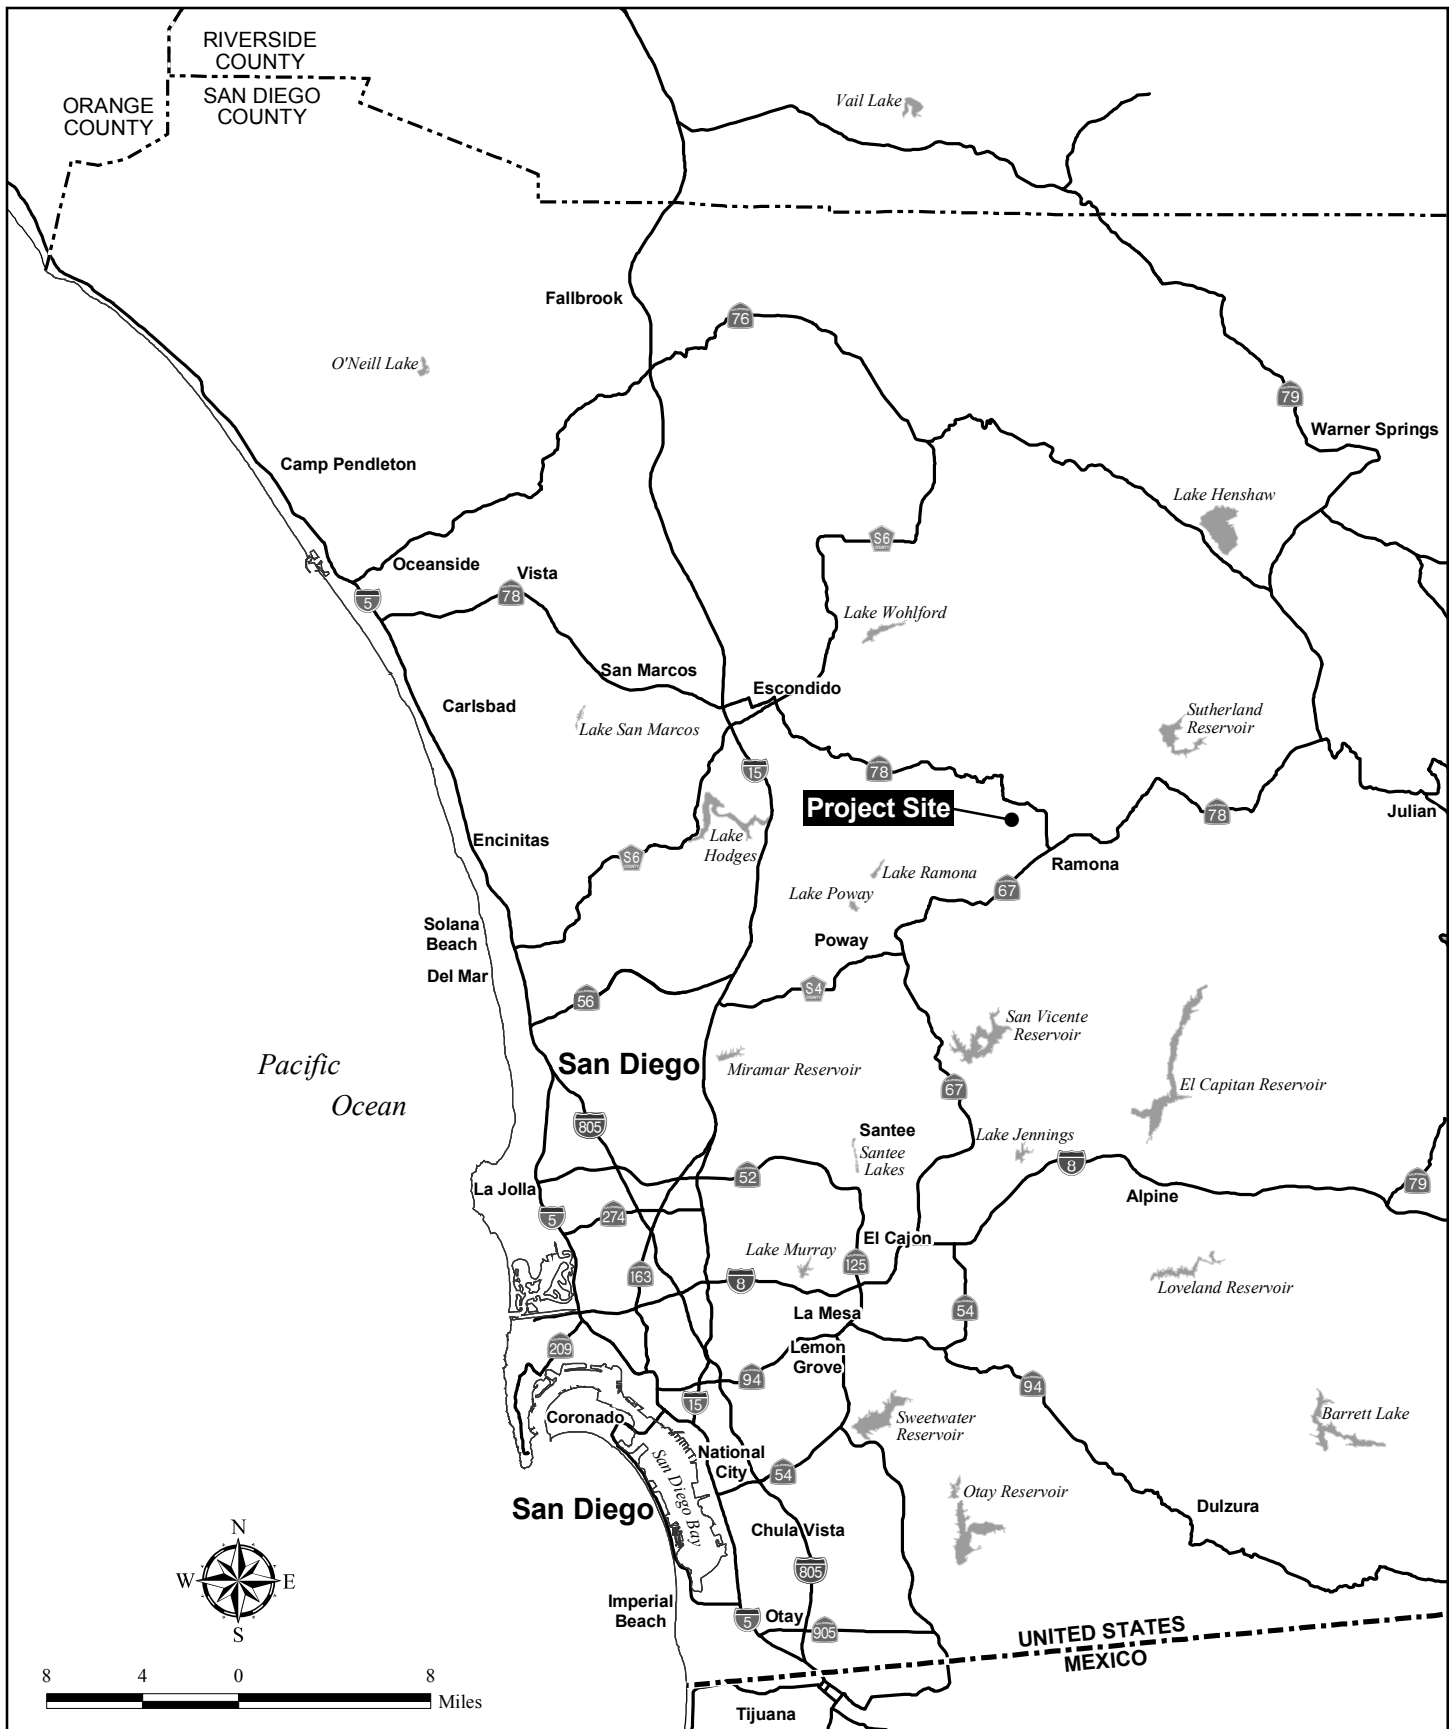 RIVERSIDE
COUNTY
ORANGE
COUNTY
SAN DIEGO
COUNTY
Vail Lake
Fallbrook
76
O'Neill Lake
79
Warner Springs
Camp Pendleton
Lake Henshaw
S6
COUNTY
Oceanside
Vista
5
78
Lake Wohlford
San Marcos
Escondido
Carlsbad
Lake San Marcos
Sutherland
Reservoir
15
78
Project Site
78
Julian
Encinitas
Lake
Hodges
S6
COUNTY
Ramona
Lake Ramona
67
Lake Poway
Solana
Beach
Poway
Del Mar
56
S4
COUNTY
San Vicente
Reservoir
Pacific
Ocean
San Diego
Miramar Reservoir
67
El Capitan Reservoir
805
Santee
Santee
Lakes
Lake Jennings
8
52
La Jolla
Alpine
79
5
274
El Cajon
Lake Murray
125
163
8
Loveland Reservoir
La Mesa
54
209
Lemon
Grove
94
94
15
Coronado
Sweetwater
Reservoir
Barrett Lake
National
City
54
San Diego Bay
Otay Reservoir
San Diego
Dulzura
Chula Vista
805
N
W
E
S
Imperial
Beach
5
Otay
905
UNITED STATES
MEXICO
8
4
0
8
Miles
Tijuana